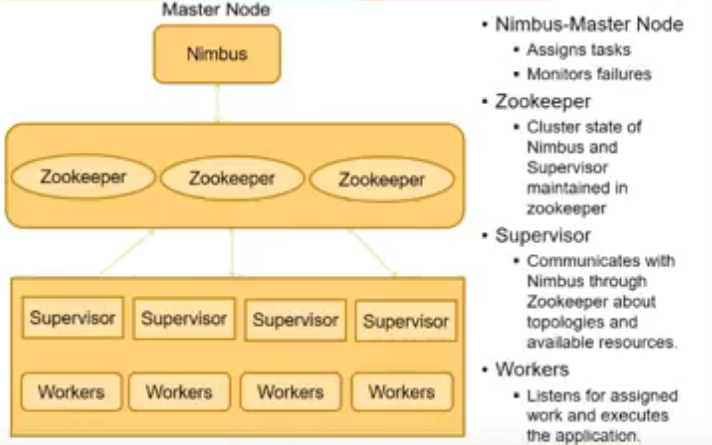 Master Node
Nimbus
Zookeeper Zookeeper Zookeeper
Supervisor Supervisor Supervisor Supervisor
Workers Workers Workers Workers
• Nimbus-Master Node
▪ Assigns tasks
▪ Monitors failures
• Zookeeper
▪ Cluster state of
Nimbus and
Supervisor
maintained in
zookeeper
• Supervisor
▪ Communicates with
Nimbus through
Zookeeper about
topologies and
available resources.
• Workers
▪ Listens for assigned
work and executes
the application.